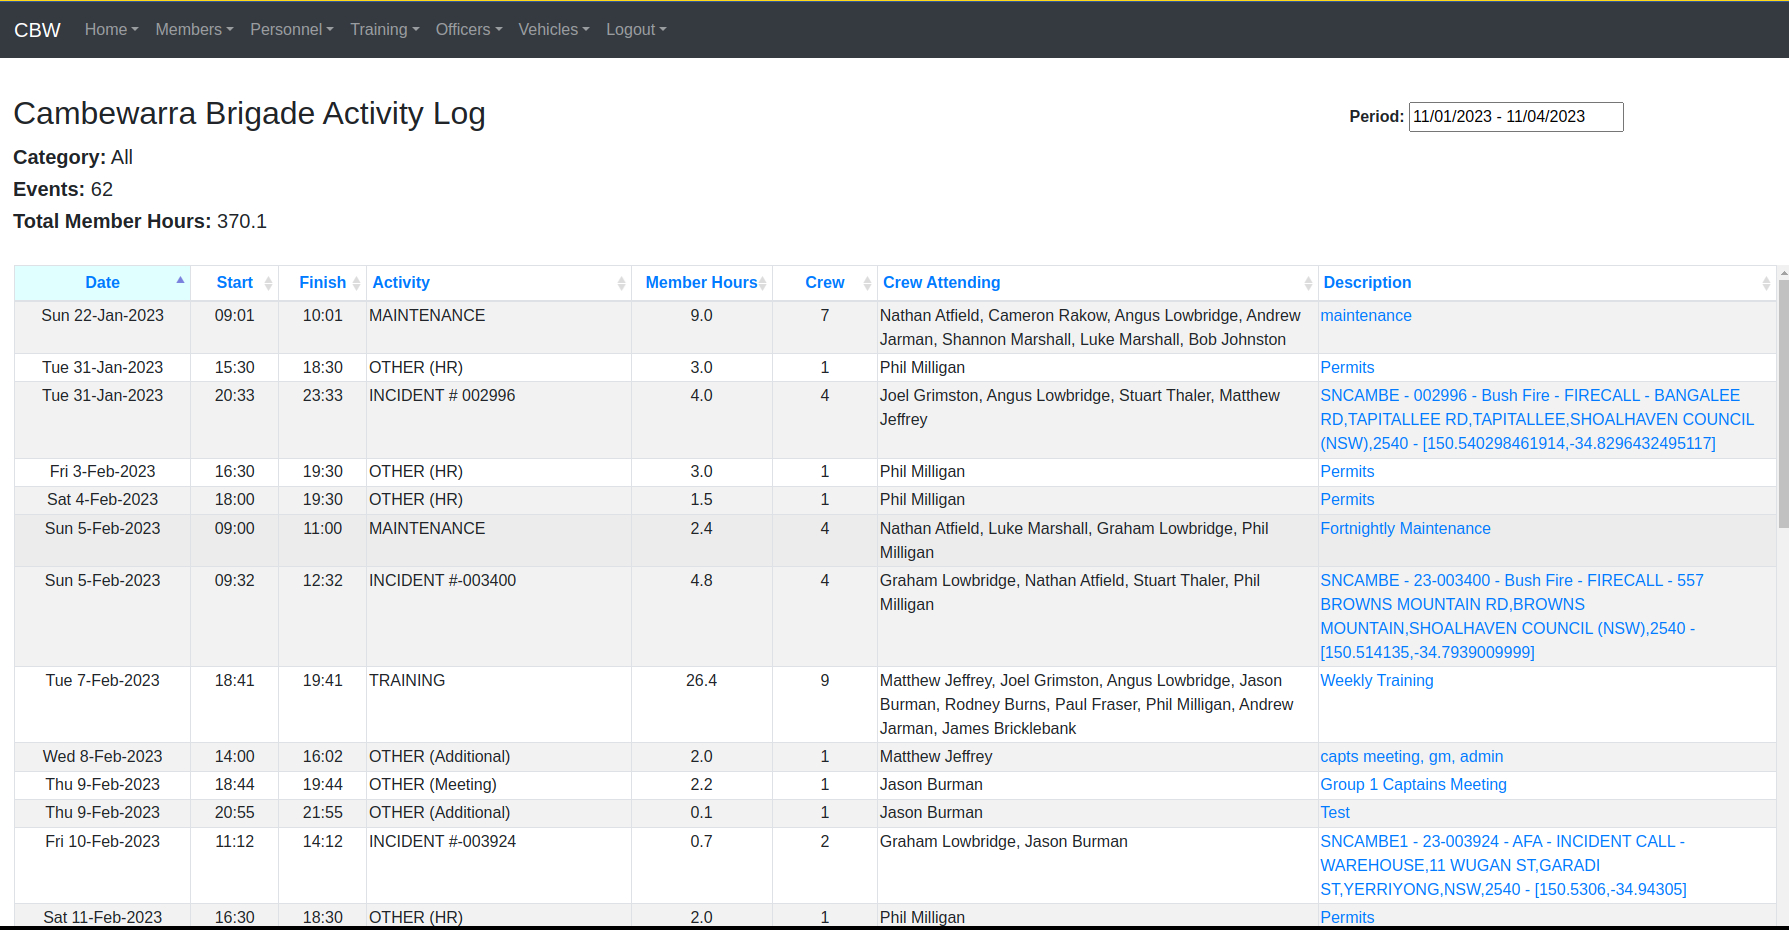 CBW Home Members Personnel Training Officers Vehicles Logout
Cambewarra Brigade Activity Log
Period: 11/01/2023 - 11/04/2023
Category: All
Events: 62
Total Member Hours: 370.1
Date Start Finish Activity Member Hours Crew Crew Attending Description
Sun 22-Jan-2023 09:01 10:01 MAINTENANCE 9.0 7 Nathan Atfield, Cameron Rakow, Angus Lowbridge, Andrew maintenance
Jarman, Shannon Marshall, Luke Marshall, Bob Johnston
Tue 31-Jan-2023 15:30 18:30 OTHER (HR) 3.0 1 Phil Milligan Permits
Tue 31-Jan-2023 20:33 23:33 INCIDENT # 002996 4.0 4 Joel Grimston, Angus Lowbridge, Stuart Thaler, Matthew SNCAMBE - 002996 - Bush Fire - FIRECALL - BANGALEE
Jeffrey RD,TAPITALLEE RD,TAPITALLEE,SHOALHAVEN COUNCIL
(NSW),2540 - [150.540298461914,-34.8296432495117]
Fri 3-Feb-2023 16:30 19:30 OTHER (HR) 3.0 1 Phil Milligan Permits
Sat 4-Feb-2023 18:00 19:30 OTHER (HR) 1.5 1 Phil Milligan Permits
Sun 5-Feb-2023 09:00 11:00 MAINTENANCE 2.4 4 Nathan Atfield, Luke Marshall, Graham Lowbridge, Phil Fortnightly Maintenance
Milligan
Sun 5-Feb-2023 09:32 12:32 INCIDENT #-003400 4.8 4 Graham Lowbridge, Nathan Atfield, Stuart Thaler, Phil SNCAMBE - 23-003400 - Bush Fire - FIRECALL - 557
Milligan BROWNS MOUNTAIN RD,BROWNS
MOUNTAIN,SHOALHAVEN COUNCIL (NSW),2540 -
[150.514135,-34.7939009999]
Tue 7-Feb-2023 18:41 19:41 TRAINING 26.4 9 Matthew Jeffrey, Joel Grimston, Angus Lowbridge, Jason Weekly Training
Burman, Rodney Burns, Paul Fraser, Phil Milligan, Andrew
Jarman, James Bricklebank
Wed 8-Feb-2023 14:00 16:02 OTHER (Additional) 2.0 1 Matthew Jeffrey capts meeting, gm, admin
Thu 9-Feb-2023 18:44 19:44 OTHER (Meeting) 2.2 1 Jason Burman Group 1 Captains Meeting
Thu 9-Feb-2023 20:55 21:55 OTHER (Additional) 0.1 1 Jason Burman Test
Fri 10-Feb-2023 11:12 14:12 INCIDENT #-003924 0.7 2 Graham Lowbridge, Jason Burman SNCAMBE1 - 23-003924 - AFA - INCIDENT CALL -
WAREHOUSE,11 WUGAN ST,GARADI
ST,YERRIYONG,NSW,2540 - [150.5306,-34.94305]
Sat 11-Feb-2023 16:30 18:30 OTHER (HR) 2.0 1 Phil Milligan Permits